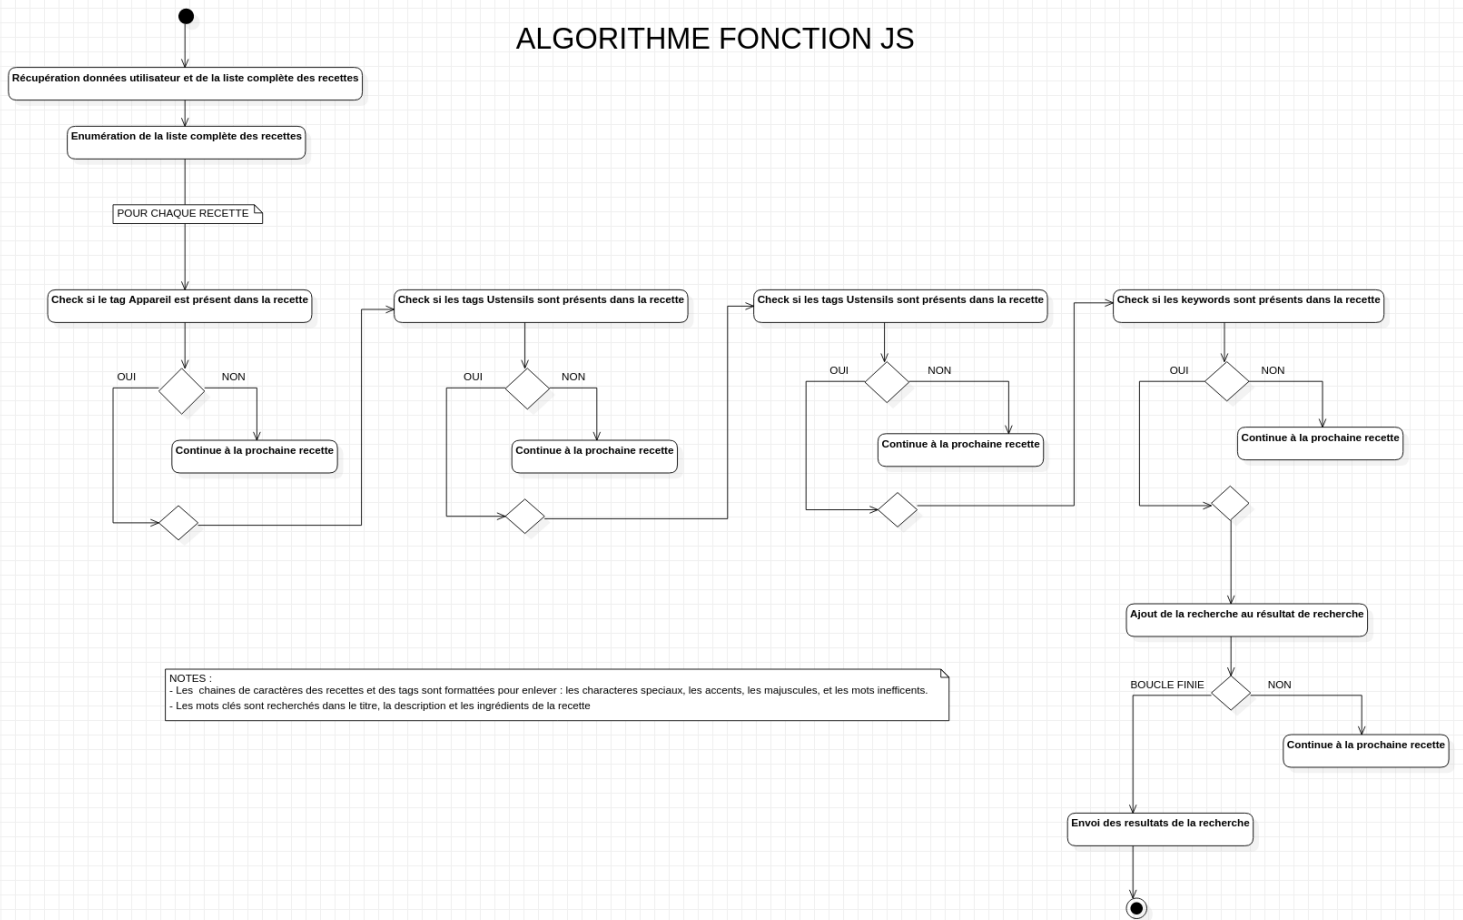 ALGORITHME FONCTION JS
Récupération données utilisateur et de la liste complète des recettes
Enumération de la liste complète des recettes
POUR CHAQUE RECETTE
Check si le tag Appareil est présent dans la recette
OUI
NON
Continue à la prochaine recette
Check si les tags Ustensils sont présents dans la recette
OUI
NON
Continue à la prochaine recette
Check si les tags Ustensils sont présents dans la recette
OUI
NON
Continue à la prochaine recette
Check si les keywords sont présents dans la recette
OUI
NON
Continue à la prochaine recette
Ajout de la recherche au résultat de recherche
BOUCLE FINIE
NON
Continue à la prochaine recette
Envoi des resultats de la recherche
NOTES :
- Les  chaines de caractères des recettes et des tags sont formattées pour enlever : les characteres speciaux, les accents, les majuscules, et les mots inefficents.
- Les mots clés sont recherchés dans le titre, la description et les ingrédients de la recette